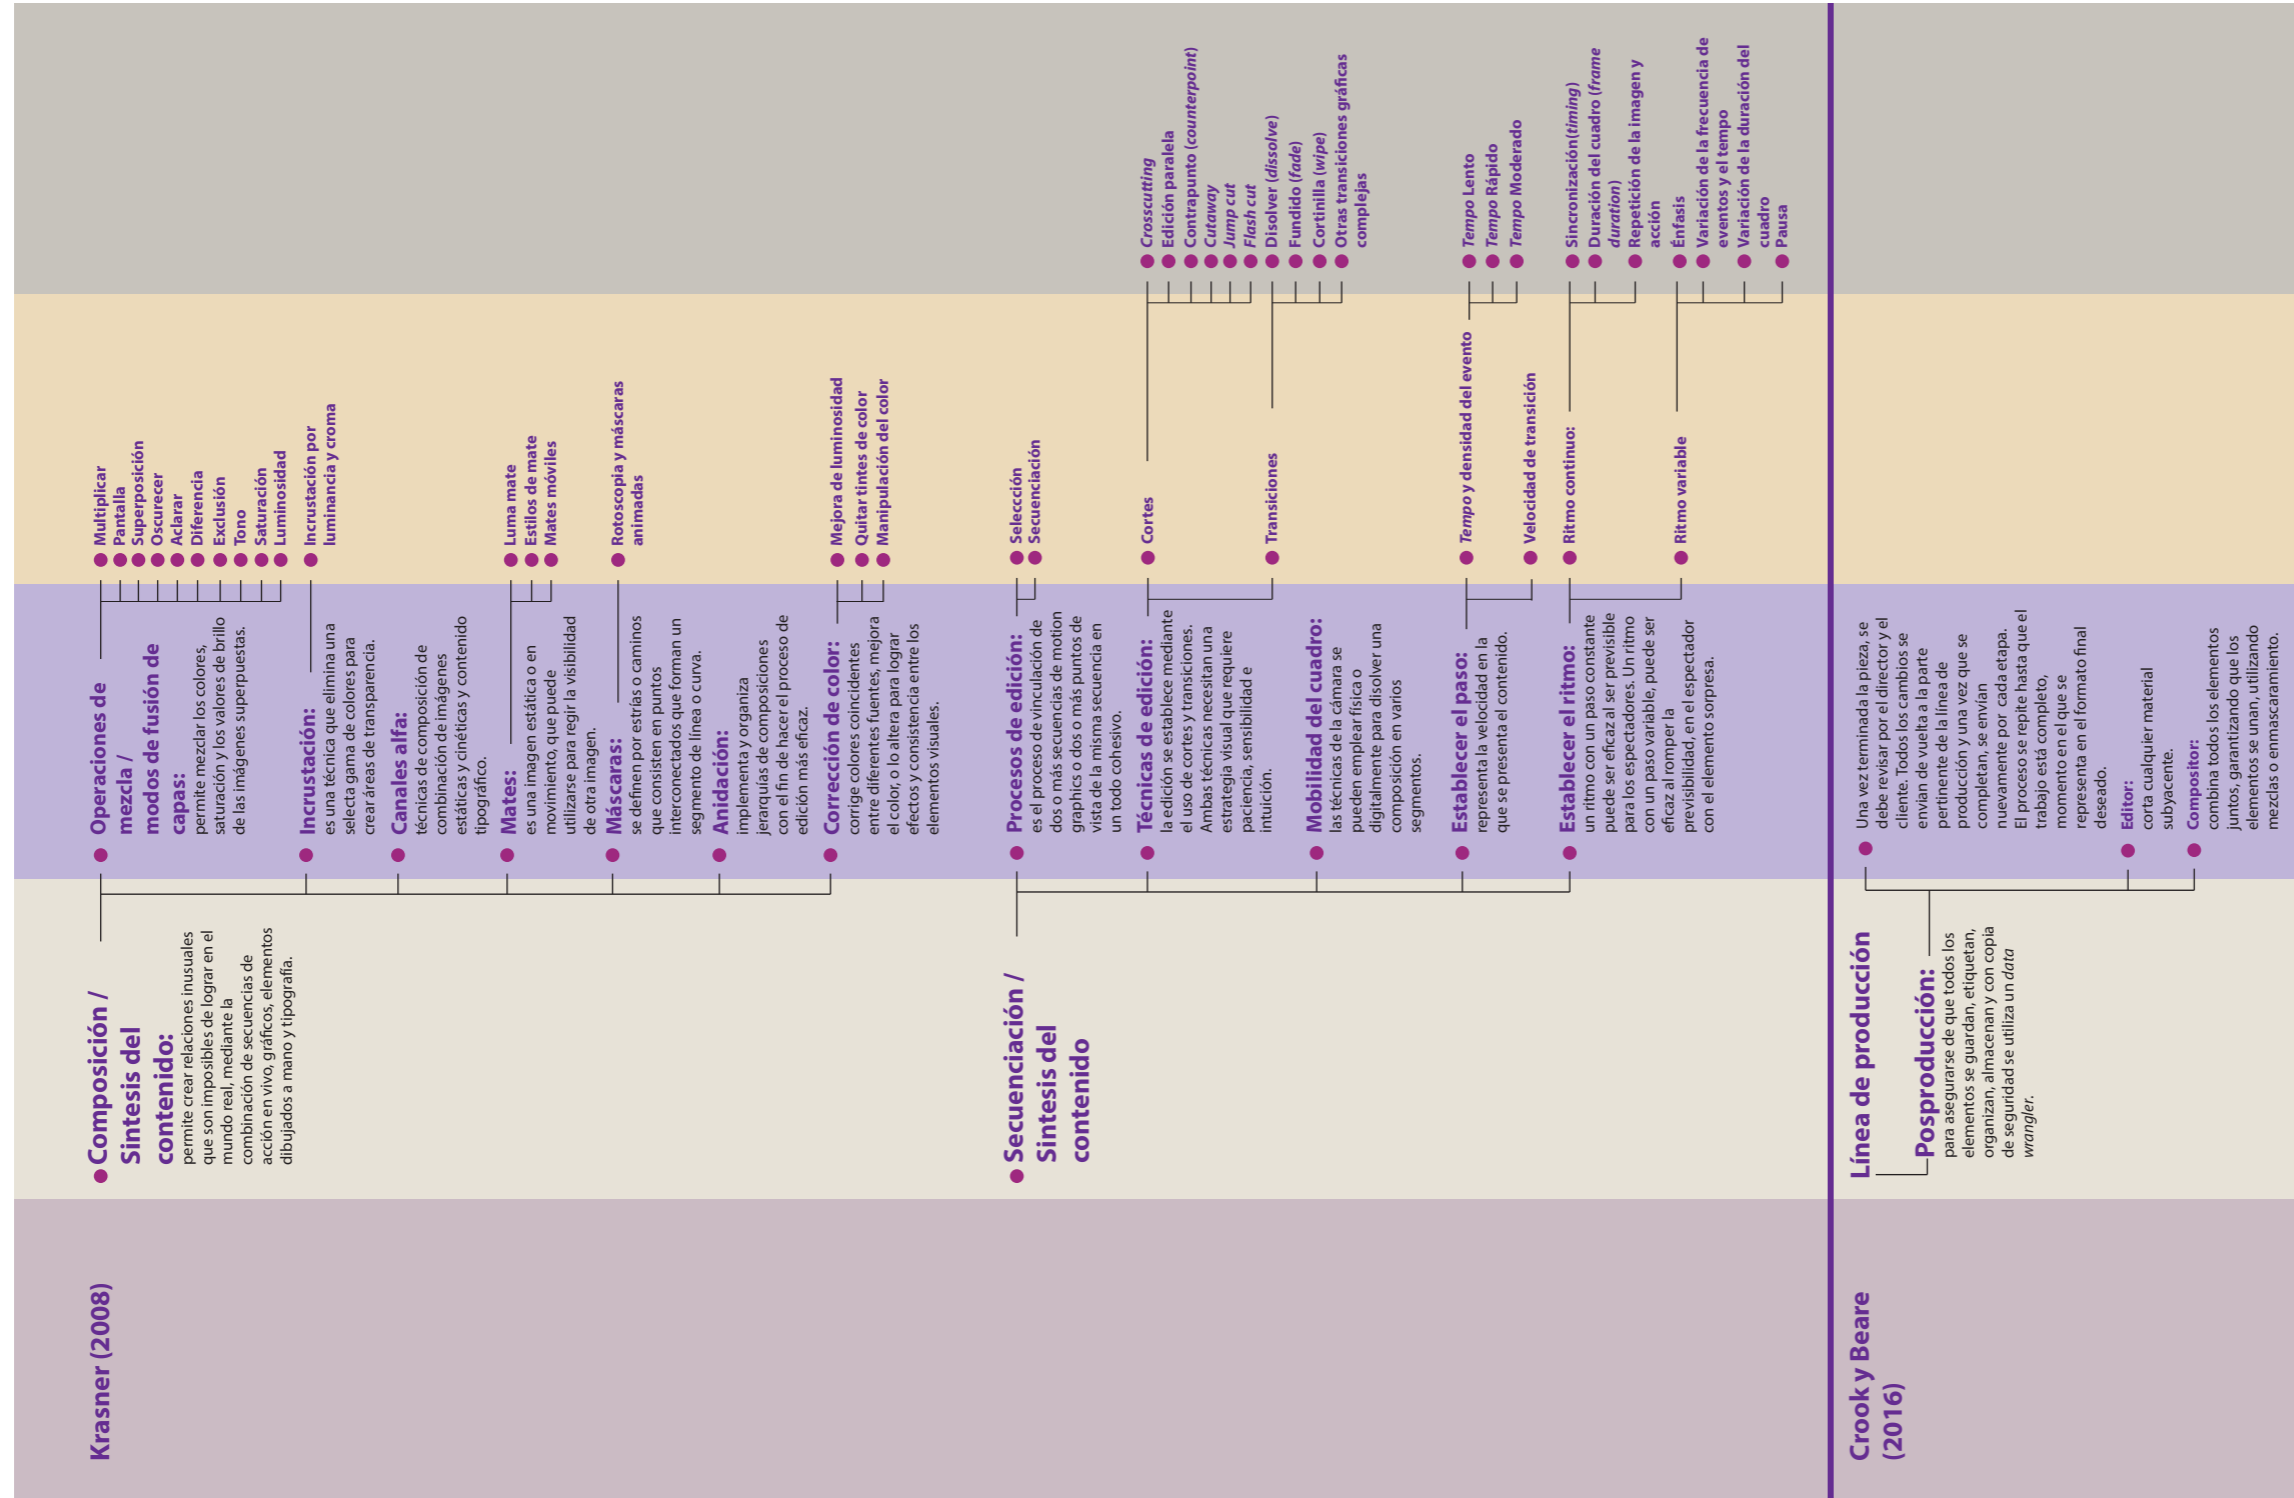 Krasner (2008)
Composición /
Sintesis del
contenido:
permite crear relaciones inusuales
que son imposibles de lograr en el
mundo real, mediante la
combinación de secuencias de
acción en vivo, gráficos, elementos
dibujados a mano y tipografía.
Operaciones de
mezcla /
modos de fusión de
capas:
permite mezclar los colores,
saturación y los valores de brillo
de las imágenes superpuestas.
Multiplicar
Pantalla
Superposición
Oscurecer
Aclarar
Diferencia
Exclusión
Tono
Saturación
Luminosidad
Incrustación:
es una técnica que elimina una
selecta gama de colores para
crear áreas de transparencia.
Incrustación por
luminancia y croma
Canales alfa:
técnicas de composición de
combinación de imágenes
estáticas y cinéticas y contenido
tipográfico.
Mates:
es una imagen estática o en
movimiento, que puede
utilizarse para regir la visibilidad
de otra imagen.
Luma mate
Estilos de mate
Mates móviles
Máscaras:
se definen por estrías o caminos
que consisten en puntos
interconectados que forman un
segmento de línea o curva.
Rotoscopia y máscaras
animadas
Anidación:
implementa y organiza
jerarquías de composiciones
con el fin de hacer el proceso de
edición más eficaz.
Corrección de color:
corrige colores coincidentes
entre diferentes fuentes, mejora
el color, o lo altera para lograr
efectos y consistencia entre los
elementos visuales.
Mejora de luminosidad
Quitar tintes de color
Manipulación del color
Secuenciación /
Sintesis del
contenido
Procesos de edición:
es el proceso de vinculación de
dos o más secuencias de motion
graphics o dos o más puntos de
vista de la misma secuencia en
un todo cohesivo.
Selección
Secuenciación
Técnicas de edición:
la edición se establece mediante
el uso de cortes y transiciones.
Ambas técnicas necesitan una
estrategia visual que requiere
paciencia, sensibilidad e
intuición.
Cortes
Crosscutting
Edición paralela
Contrapunto (counterpoint)
Cutaway
Jump cut
Flash cut
Transiciones
Disolver (dissolve)
Fundido (fade)
Cortinilla (wipe)
Otras transiciones gráficas
complejas
Mobilidad del cuadro:
las técnicas de la cámara se
pueden emplear física o
digitalmente para disolver una
composición en varios
segmentos.
Establecer el paso:
representa la velocidad en la
que se presenta el contenido.
Tempo y densidad del evento
Tempo Lento
Tempo Rápido
Tempo Moderado
Velocidad de transición
Establecer el ritmo:
un ritmo con un paso constante
puede ser eficaz al ser previsible
para los espectadores. Un ritmo
con un paso variable, puede ser
eficaz al romper la
previsibilidad, en el espectador
con el elemento sorpresa.
Ritmo continuo:
Sincronización(timing)
Duración del cuadro (frame
duration)
Repetición de la imagen y
acción
Ritmo variable
Énfasis
Variación de la frecuencia de
eventos y el tempo
Variación de la duración del
cuadro
Pausa
Crook y Beare
(2016)
Línea de producción
Posproducción:
para asegurarse de que todos los
elementos se guardan, etiquetan,
organizan, almacenan y con copia
de seguridad se utiliza un data
wrangler.
Una vez terminada la pieza, se
debe revisar por el director y el
cliente. Todos los cambios se
envían de vuelta a la parte
pertinente de la línea de
producción y una vez que se
completan, se envían
nuevamente por cada etapa.
El proceso se repite hasta que el
trabajo está completo,
momento en el que se
representa en el formato final
deseado.
Editor:
corta cualquier material
subyacente.
Compositor:
combina todos los elementos
juntos, garantizando que los
elementos se unan, utilizando
mezclas o enmascaramiento.